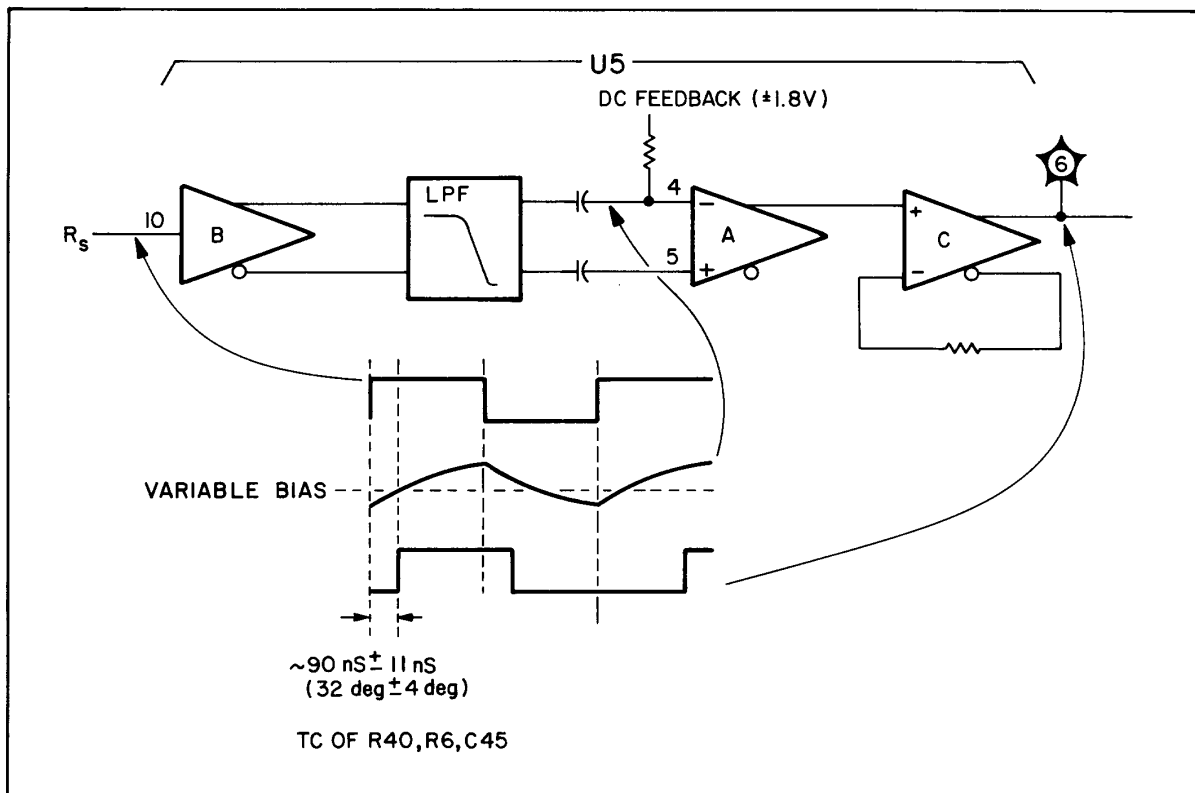 U5
DC FEEDBACK (±1.8V)
6
LPF
4
10
R_s
B
−
A
5
+
+
C
−
VARIABLE BIAS
~90 nS ± 11 nS
(32 deg ± 4 deg)
TC OF R40, R6, C45